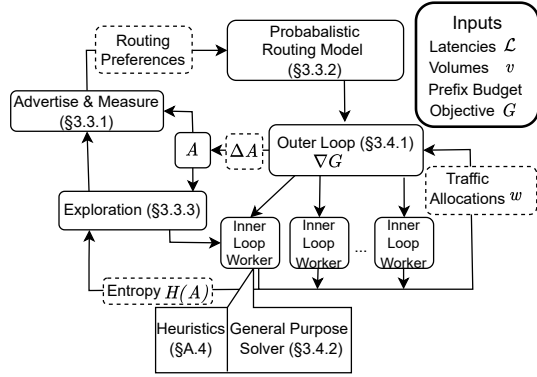 Routing
Preferences
Probabalistic
Routing Model
(§3.3.2)
Inputs
Latencies ℒ
Volumes v
Prefix Budget
Objective G
Advertise & Measure
(§3.3.1)
A
ΔA
Outer Loop (§3.4.1)
∇G
Traffic
Allocations w
Exploration (§3.3.3)
Inner
Loop
Worker
Inner
Loop
Worker
...
Inner
Loop
Worker
Entropy H(A)
Heuristics
(§A.4)
General Purpose
Solver (§3.4.2)